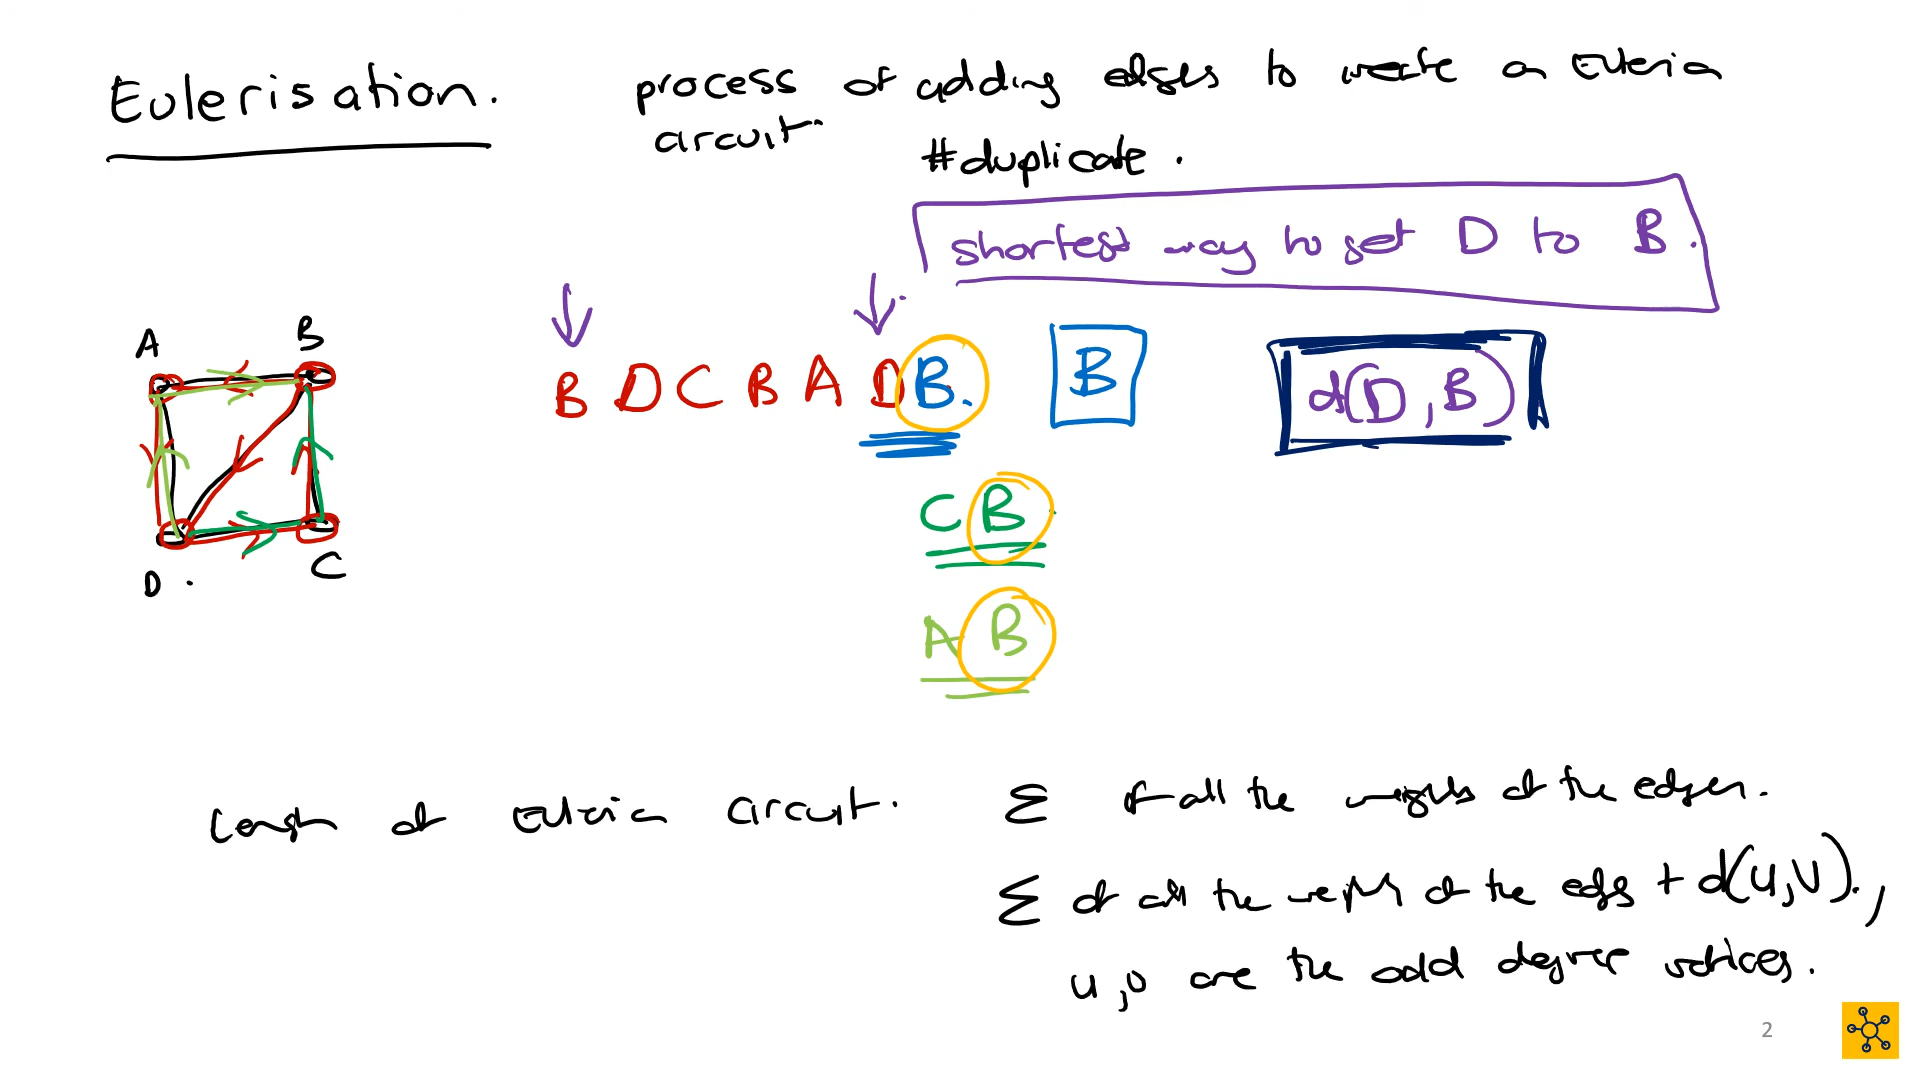 Eulerisation.
process of adding edges to create an Eulerian
circuit.
#duplicate.
shortest way to get D to B.
A B
B D C B A D B. B d(D,B)
C B
A B
D. C
Length of Eulerian circuit. Σ of all the weights of the edges.
Σ of all the weights of the edges + d(u,v).,
u,v are the odd degree vertices.
2